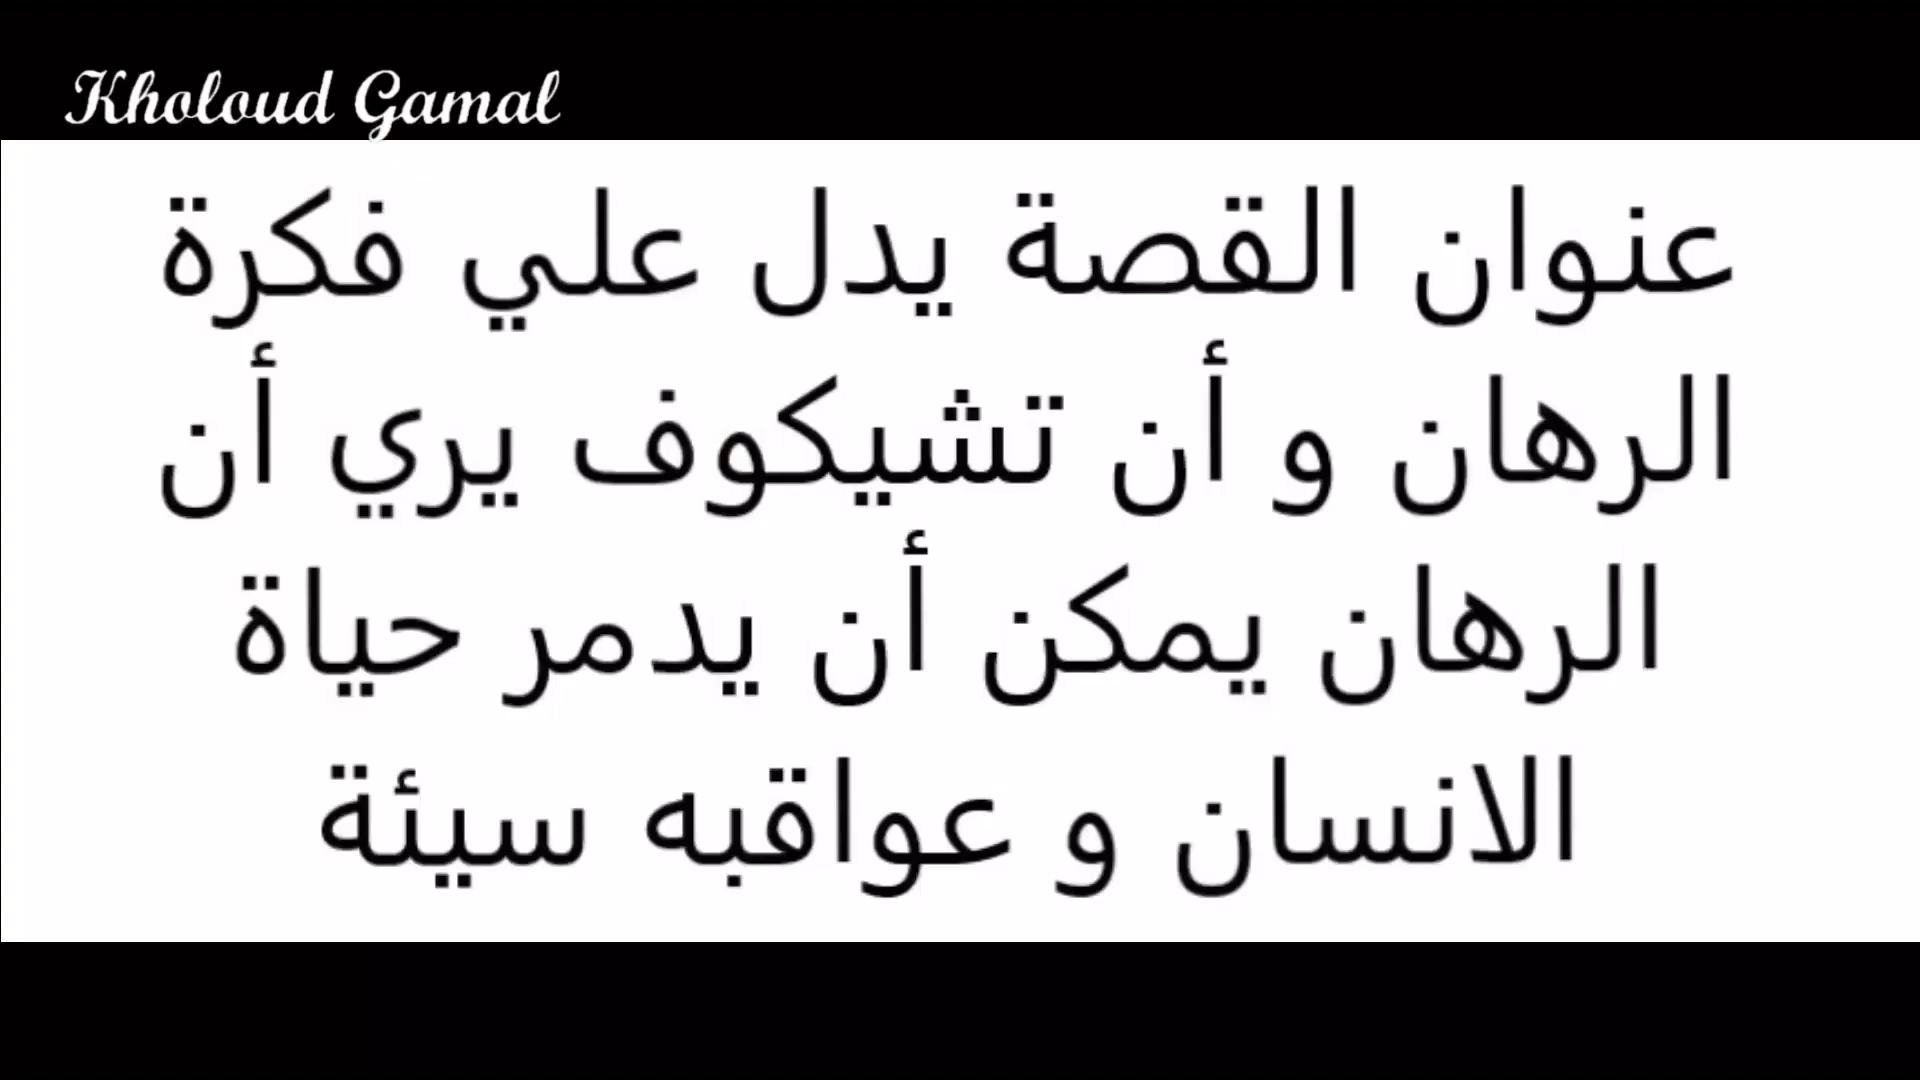 Kholoud Gamal
عنوان القصة يدل علي فكرة
الرهان و أن تشيكوف يري أن
الرهان يمكن أن يدمر حياة
الانسان و عواقبه سيئة